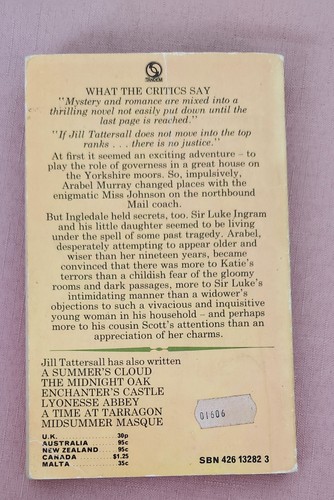 TANDEM
WHAT THE CRITICS SAY
"Mystery and romance are mixed into a
thrilling novel not easily put down until the
last page is reached."
"If Jill Tattersall does not move into the top
ranks . . . there is no justice."
At first it seemed an exciting adventure – to
play the role of governess in a great house on
the Yorkshire moors. So, impulsively,
Arabel Murray changed places with the
enigmatic Miss Johnson on the northbound
Mail coach.
But Ingledale held secrets, too. Sir Luke Ingram
and his little daughter seemed to be living
under the spell of some past tragedy. Arabel,
desperately attempting to appear older and
wiser than her nineteen years, became
convinced that there was more to Katie's
terrors than a childish fear of the gloomy
rooms and dark passages, more to Sir Luke's
intimidating manner than a widower's
objections to such a vivacious and inquisitive
young woman in his household – and perhaps
more to his cousin Scott's attentions than an
appreciation of her charms.
Jill Tattersall has also written
A SUMMER'S CLOUD
THE MIDNIGHT OAK
ENCHANTER'S CASTLE
LYONESSE ABBEY
A TIME AT TARRAGON
MIDSUMMER MASQUE
01606
U.K. 30p
AUSTRALIA 95c
NEW ZEALAND 95c
CANADA $1.25
MALTA 35c
SBN 426 13282 3